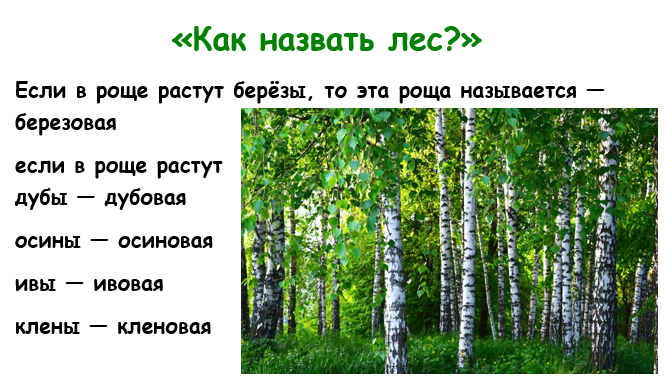 «Как назвать лес?»
Если в роще растут берёзы, то эта роща называется —
березовая
если в роще растут
дубы — дубовая
осины — осиновая
ивы — ивовая
клены — кленовая